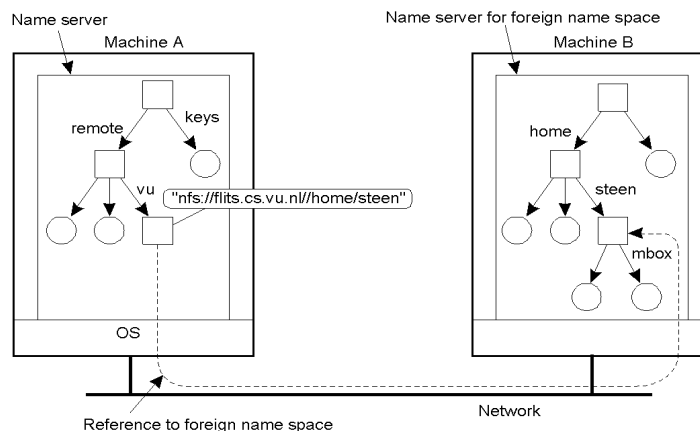 Name server
Name server for foreign name space
Machine A
Machine B
keys
remote
home
vu
steen
"nfs://flits.cs.vu.nl//home/steen"
mbox
OS
Network
Reference to foreign name space